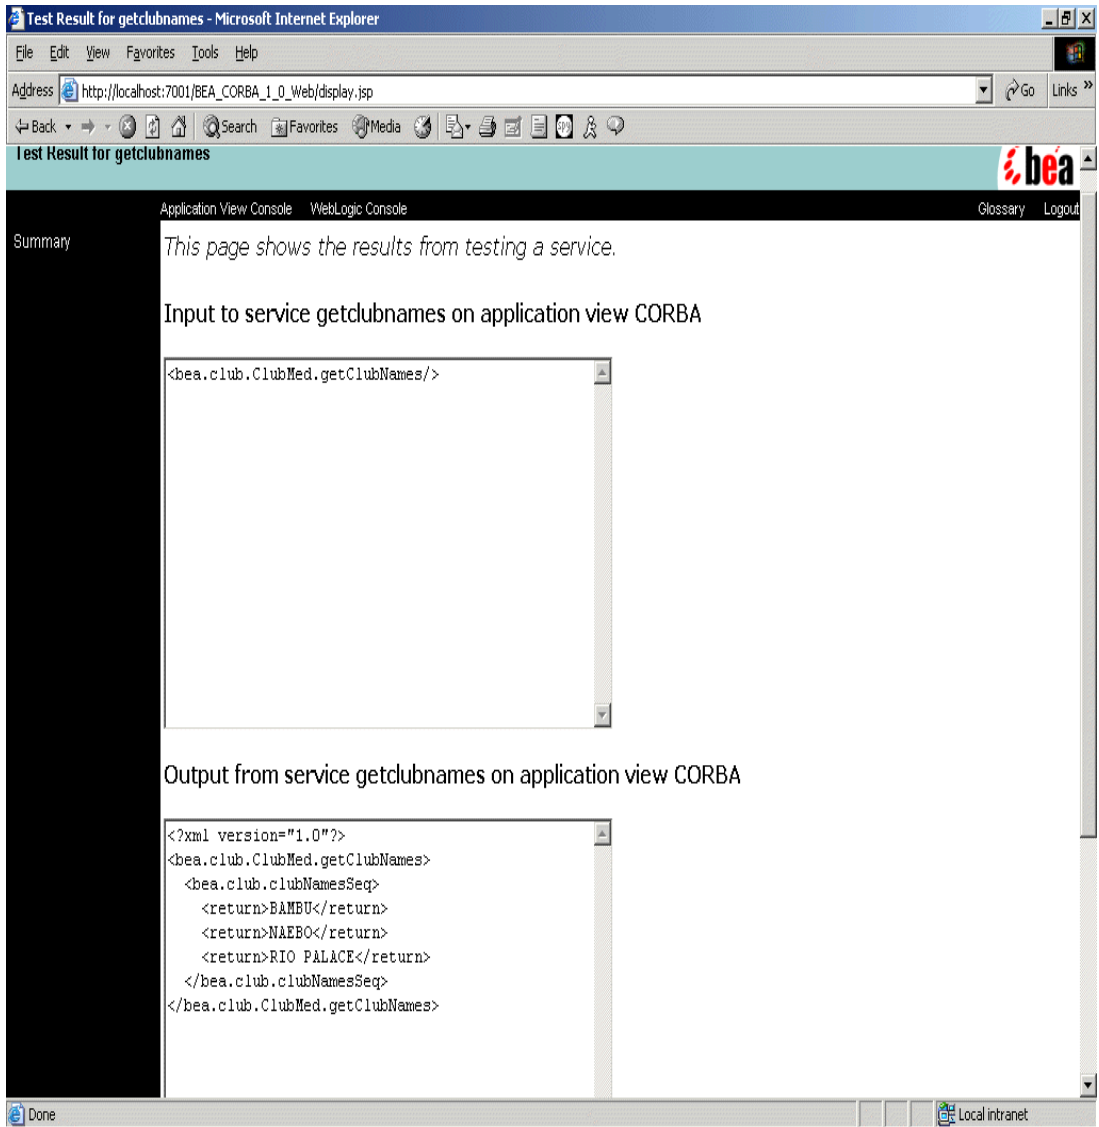 Test Result for getclubnames - Microsoft Internet Explorer
File Edit View Favorites Tools Help
Address http://localhost:7001/BEA_CORBA_1_0_Web/display.jsp Go Links »
Back Search Favorites Media
Test Result for getclubnames
bea
Application View Console WebLogic Console Glossary Logout
Summary
This page shows the results from testing a service.
Input to service getclubnames on application view CORBA
<bea.club.ClubMed.getClubNames/>
Output from service getclubnames on application view CORBA
<?xml version="1.0"?>
<bea.club.ClubMed.getClubNames>
<bea.club.clubNamesSeq>
<return>BAMBU</return>
<return>NAEBO</return>
<return>RIO PALACE</return>
</bea.club.clubNamesSeq>
</bea.club.ClubMed.getClubNames>
Done Local intranet